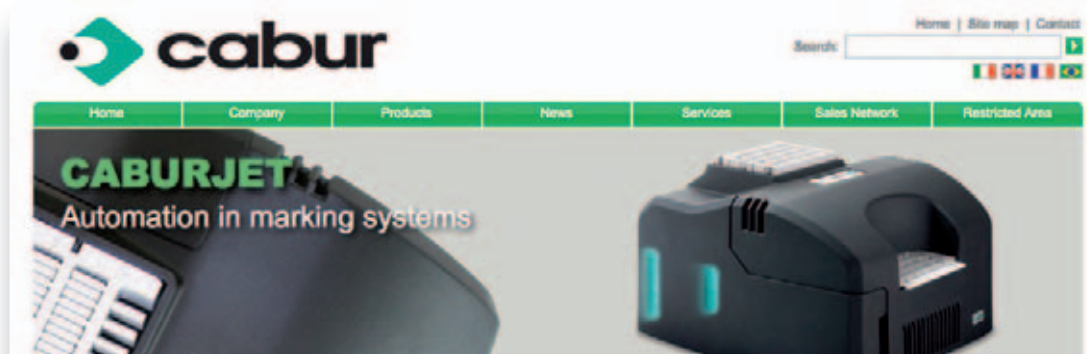 cabur
Home | Site map | Contact
Search:
Home Company Products News Services Sales Network Restricted Area
CABURJET
Automation in marking systems